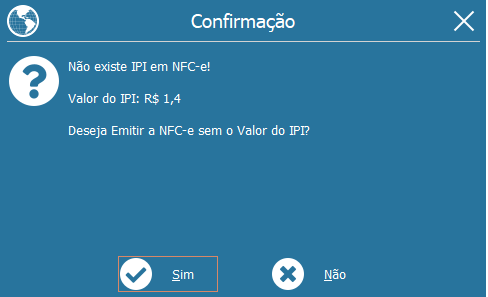 Confirmação
Não existe IPI em NFC-e!
Valor do IPI: R$ 1,4
Deseja Emitir a NFC-e sem o Valor do IPI?
Sim
Não